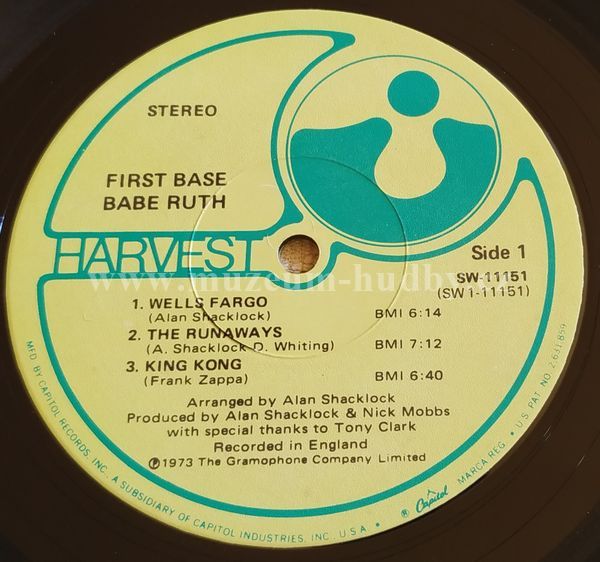 STEREO
FIRST BASE
BABE RUTH
HARVEST
Side 1
SW-11151
(SW1-11151)
www.muzeum-hudby.cz
1. WELLS FARGO
(Alan Shacklock) BMI 6:14
2. THE RUNAWAYS
(A. Shacklock-D. Whiting) BMI 7:12
3. KING KONG
(Frank Zappa) BMI 6:40
Arranged by Alan Shacklock
Produced by Alan Shacklock & Nick Mobbs
with special thanks to Tony Clark
Recorded in England
℗1973 The Gramophone Company Limited
MFD. BY CAPITOL RECORDS, INC., A SUBSIDIARY OF CAPITOL INDUSTRIES, INC., U.S.A. • ® Capitol MARCA REG. • U.S. PAT. NO. 2,631,859